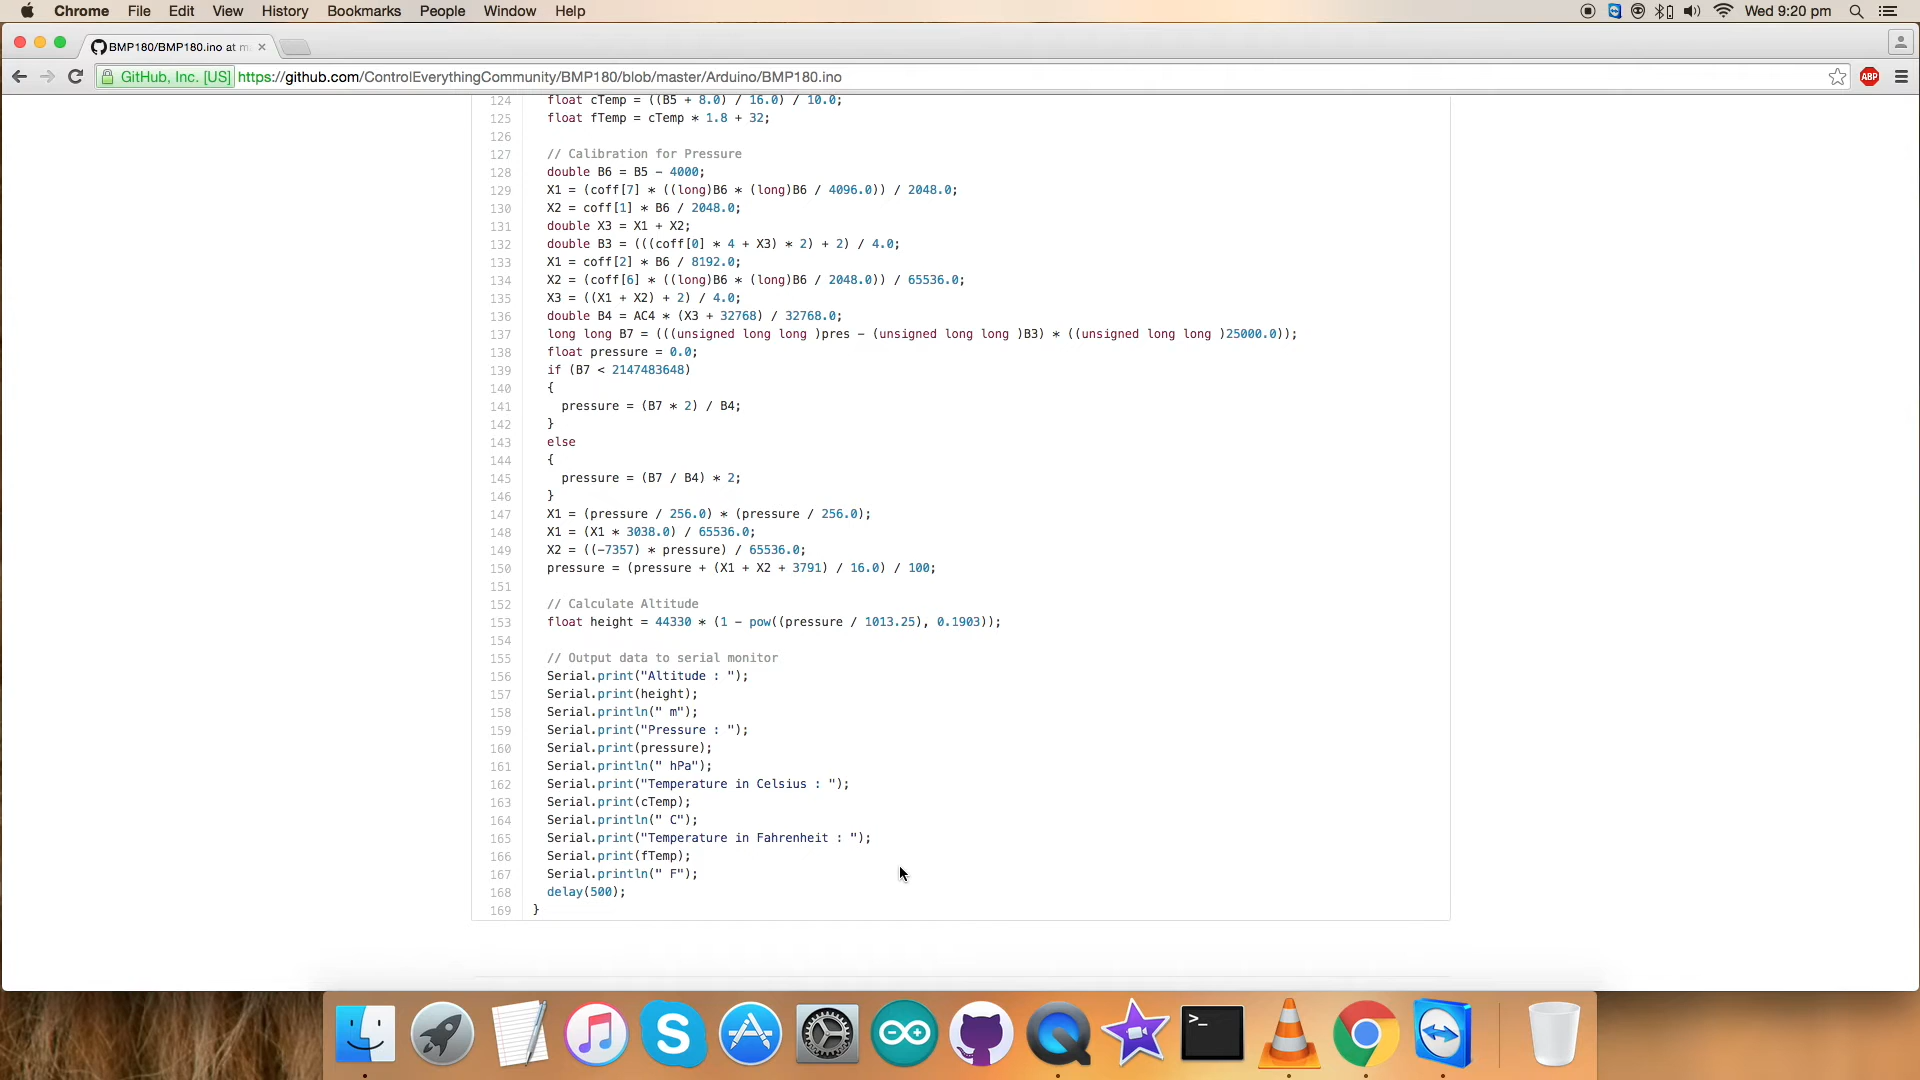 Chrome File Edit View History Bookmarks People Window Help Wed 9:20 pm
BMP180/BMP180.ino at m
GitHub, Inc. [US] https://github.com/ControlEverythingCommunity/BMP180/blob/master/Arduino/BMP180.ino ABP
124 float cTemp = ((B5 + 8.0) / 16.0) / 10.0;
125 float fTemp = cTemp * 1.8 + 32;
126
127 // Calibration for Pressure
128 double B6 = B5 - 4000;
129 X1 = (coff[7] * ((long)B6 * (long)B6 / 4096.0)) / 2048.0;
130 X2 = coff[1] * B6 / 2048.0;
131 double X3 = X1 + X2;
132 double B3 = (((coff[0] * 4 + X3) * 2) + 2) / 4.0;
133 X1 = coff[2] * B6 / 8192.0;
134 X2 = (coff[6] * ((long)B6 * (long)B6 / 2048.0)) / 65536.0;
135 X3 = ((X1 + X2) + 2) / 4.0;
136 double B4 = AC4 * (X3 + 32768) / 32768.0;
137 long long B7 = (((unsigned long long )pres - (unsigned long long )B3) * ((unsigned long long )25000.0));
138 float pressure = 0.0;
139 if (B7 < 2147483648)
140 {
141 pressure = (B7 * 2) / B4;
142 }
143 else
144 {
145 pressure = (B7 / B4) * 2;
146 }
147 X1 = (pressure / 256.0) * (pressure / 256.0);
148 X1 = (X1 * 3038.0) / 65536.0;
149 X2 = ((-7357) * pressure) / 65536.0;
150 pressure = (pressure + (X1 + X2 + 3791) / 16.0) / 100;
151
152 // Calculate Altitude
153 float height = 44330 * (1 - pow((pressure / 1013.25), 0.1903));
154
155 // Output data to serial monitor
156 Serial.print("Altitude : ");
157 Serial.print(height);
158 Serial.println(" m");
159 Serial.print("Pressure : ");
160 Serial.print(pressure);
161 Serial.println(" hPa");
162 Serial.print("Temperature in Celsius : ");
163 Serial.print(cTemp);
164 Serial.println(" C");
165 Serial.print("Temperature in Fahrenheit : ");
166 Serial.print(fTemp);
167 Serial.println(" F");
168 delay(500);
169 }